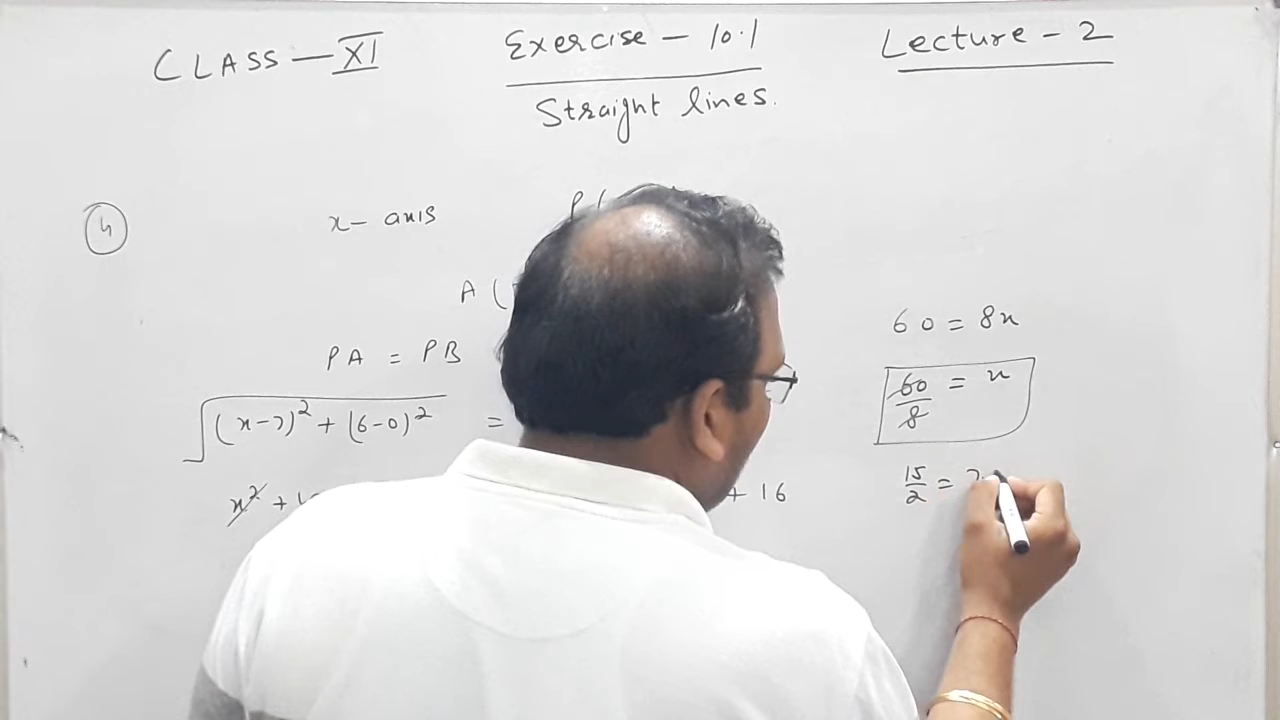 CLASS – XI
Exercise – 10.1
Lecture – 2
Straight lines.
4
x – axis
P(
A (
PA = PB
√(x-7)² + (6-0)² =
x² + 
+ 16
60 = 8x
60/8 = x
15/2 = 7.